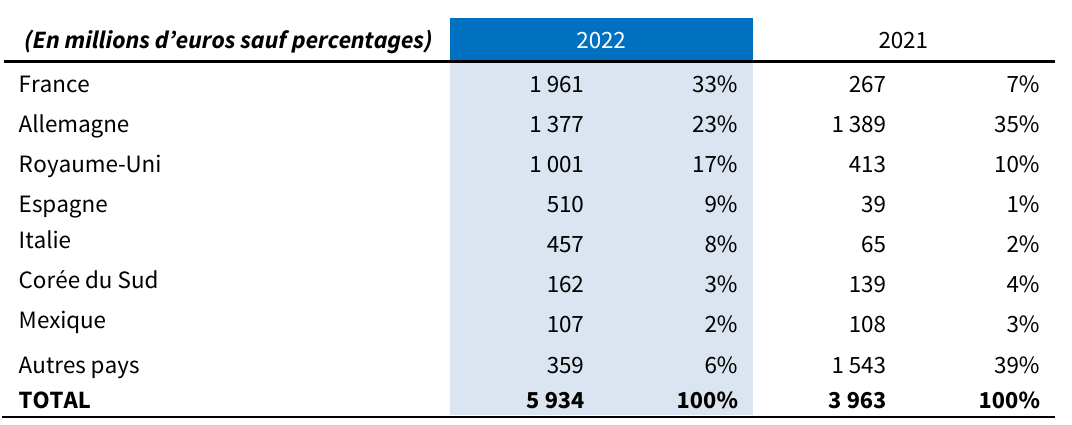 (En millions d’euros sauf percentages) 2022 2021
France 1 961 33% 267 7%
Allemagne 1 377 23% 1 389 35%
Royaume-Uni 1 001 17% 413 10%
Espagne 510 9% 39 1%
Italie 457 8% 65 2%
Corée du Sud 162 3% 139 4%
Mexique 107 2% 108 3%
Autres pays 359 6% 1 543 39%
TOTAL 5 934 100% 3 963 100%